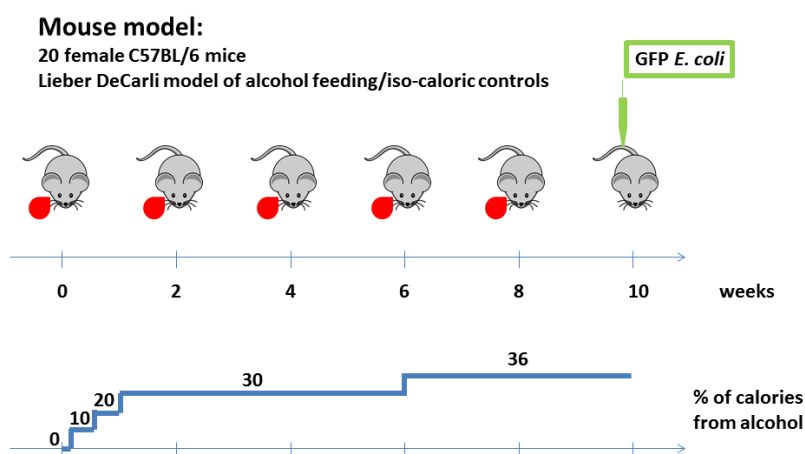 Mouse model:
20 female C57BL/6 mice
Lieber DeCarli model of alcohol feeding/iso-caloric controls
GFP E. coli
0 2 4 6 8 10 weeks
0
10
20
30
36
% of calories
from alcohol